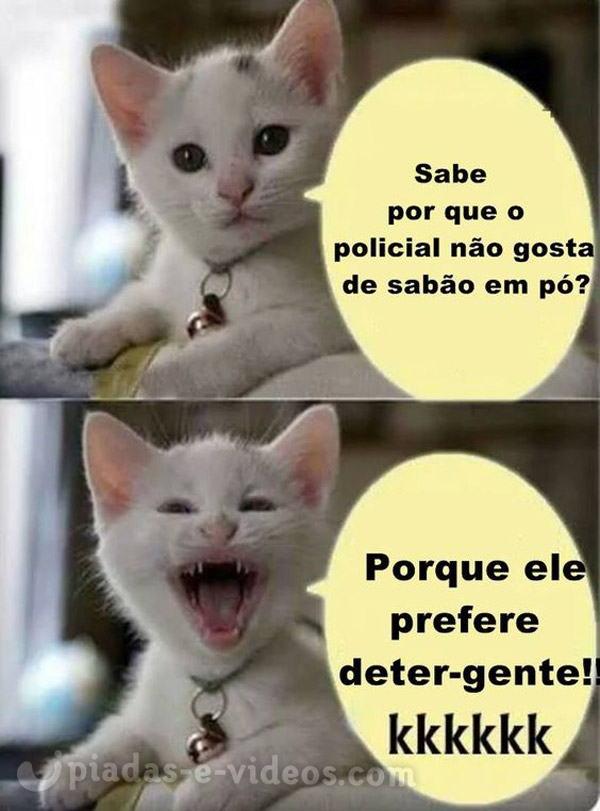 Sabe
por que o
policial não gosta
de sabão em pó?
Porque ele
prefere
deter-gente!!
kkkkkk
piadas-e-videos.com